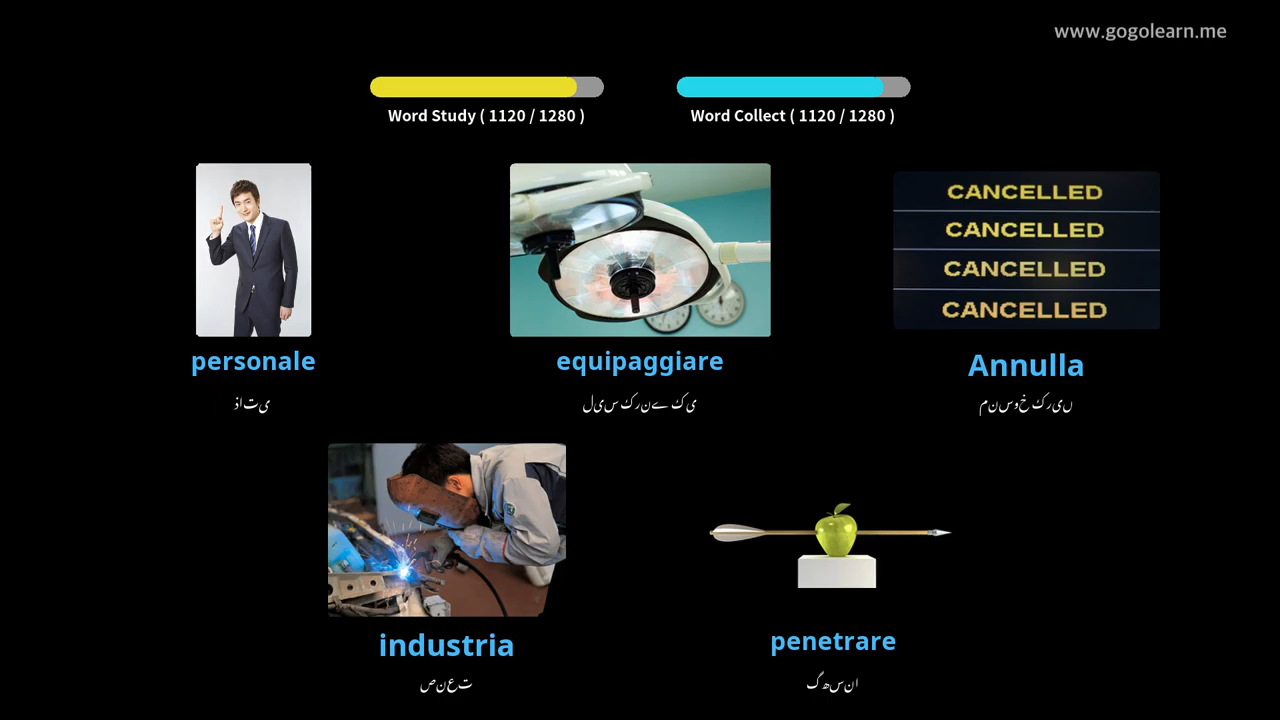 www.gogolearn.me
Word Study ( 1120 / 1280 )
Word Collect ( 1120 / 1280 )
personale
ذاتی
equipaggiare
لیس کرنے کی
CANCELLED
CANCELLED
CANCELLED
CANCELLED
Annulla
منسوخ کریں
industria
صنعت
penetrare
گھسنا